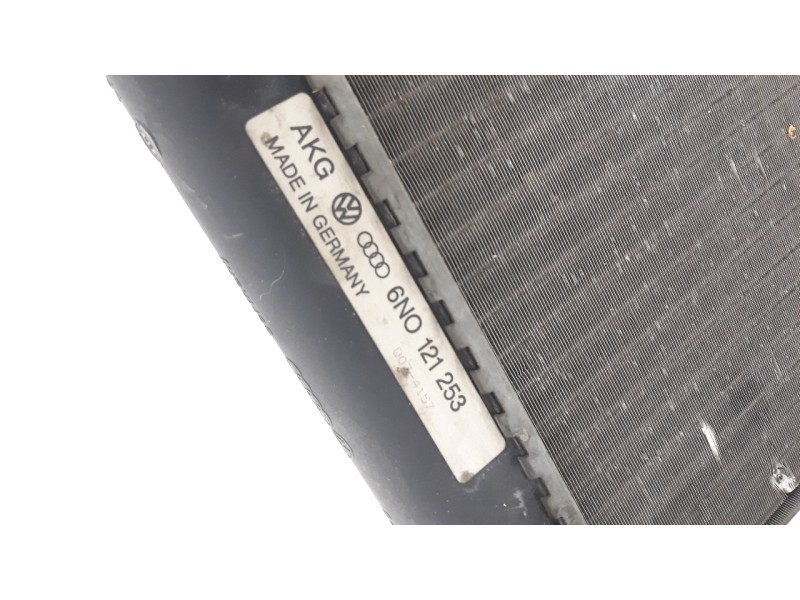 AKG 6N0 121 253
MADE IN GERMANY